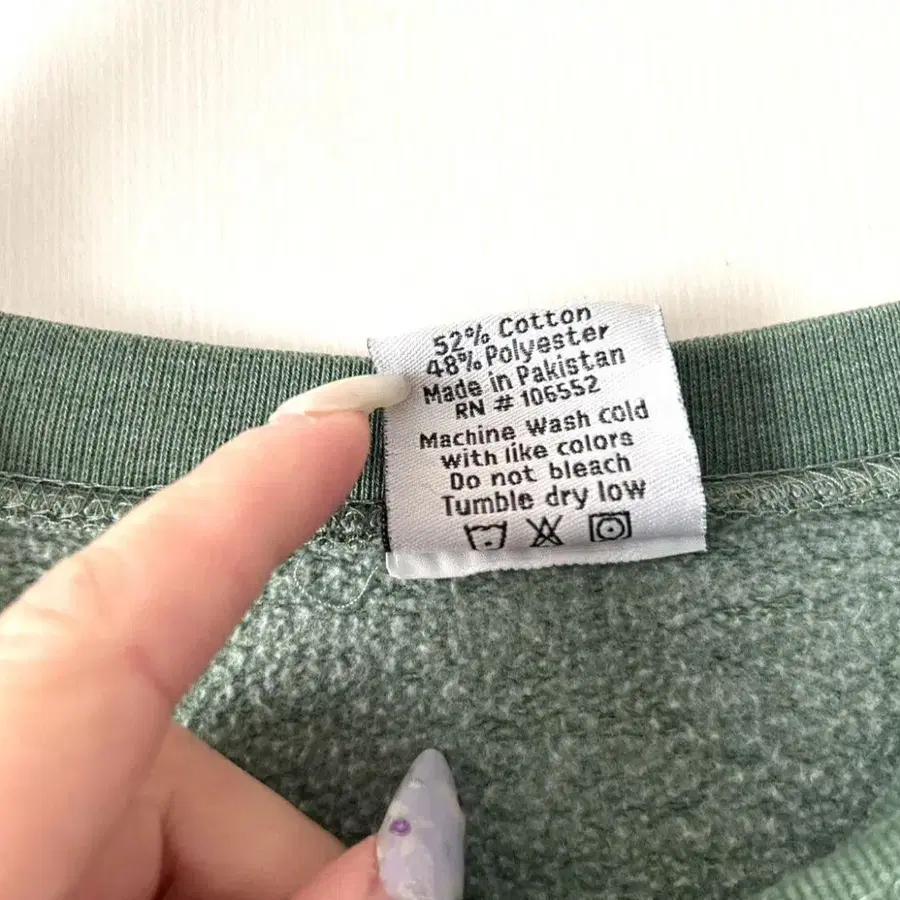 52% Cotton
48% Polyester
Made in Pakistan
RN # 106552
Machine Wash cold
with like colors
Do not bleach
Tumble dry low